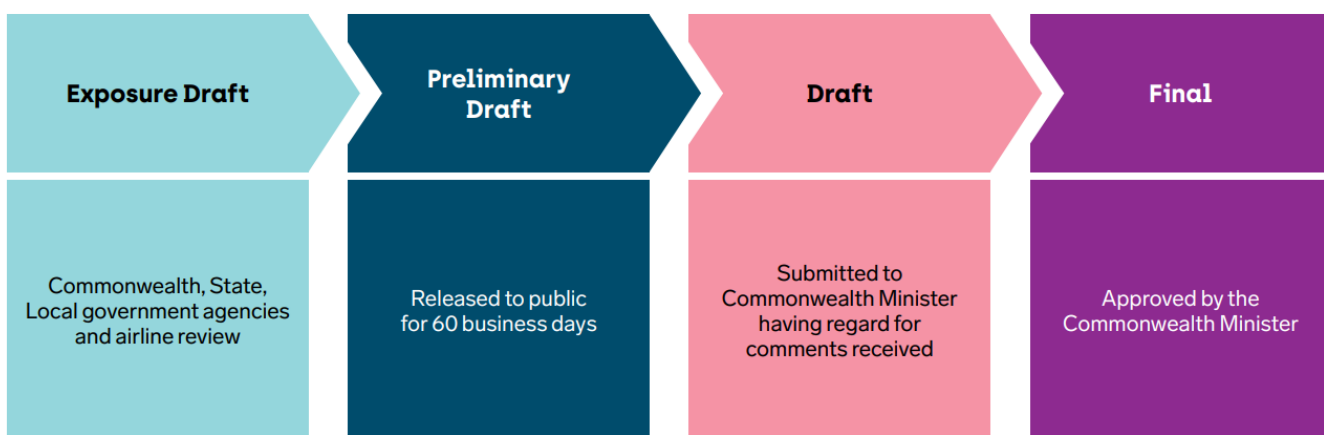 Exposure Draft
Preliminary
Draft
Draft
Final
Commonwealth, State,
Local government agencies
and airline review
Released to public
for 60 business days
Submitted to
Commonwealth Minister
having regard for
comments received
Approved by the
Commonwealth Minister